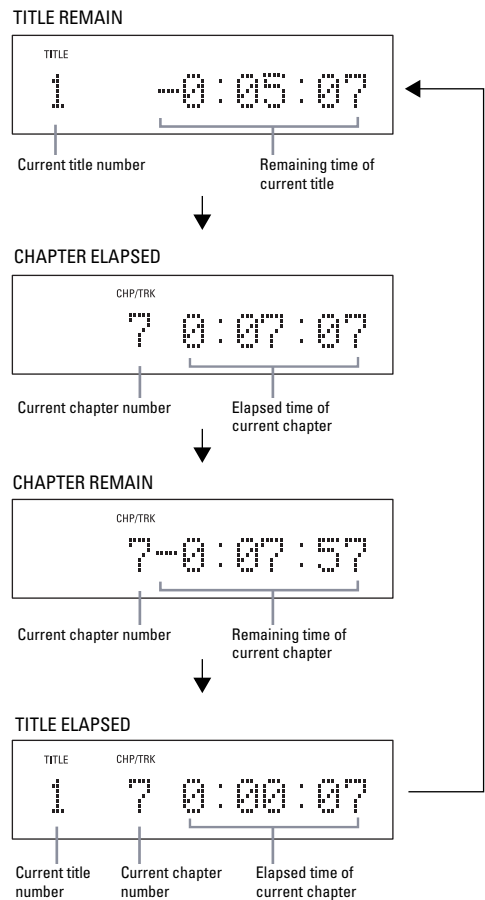 TITLE REMAIN
TITLE
1 –0:05:07
Current title number Remaining time of
current title
CHAPTER ELAPSED
CHP/TRK
7 0:07:07
Current chapter number Elapsed time of
current chapter
CHAPTER REMAIN
CHP/TRK
7–0:07:57
Current chapter number Remaining time of
current chapter
TITLE ELAPSED
TITLE CHP/TRK
1 7 0:00:07
Current title Current chapter Elapsed time of
number number current chapter